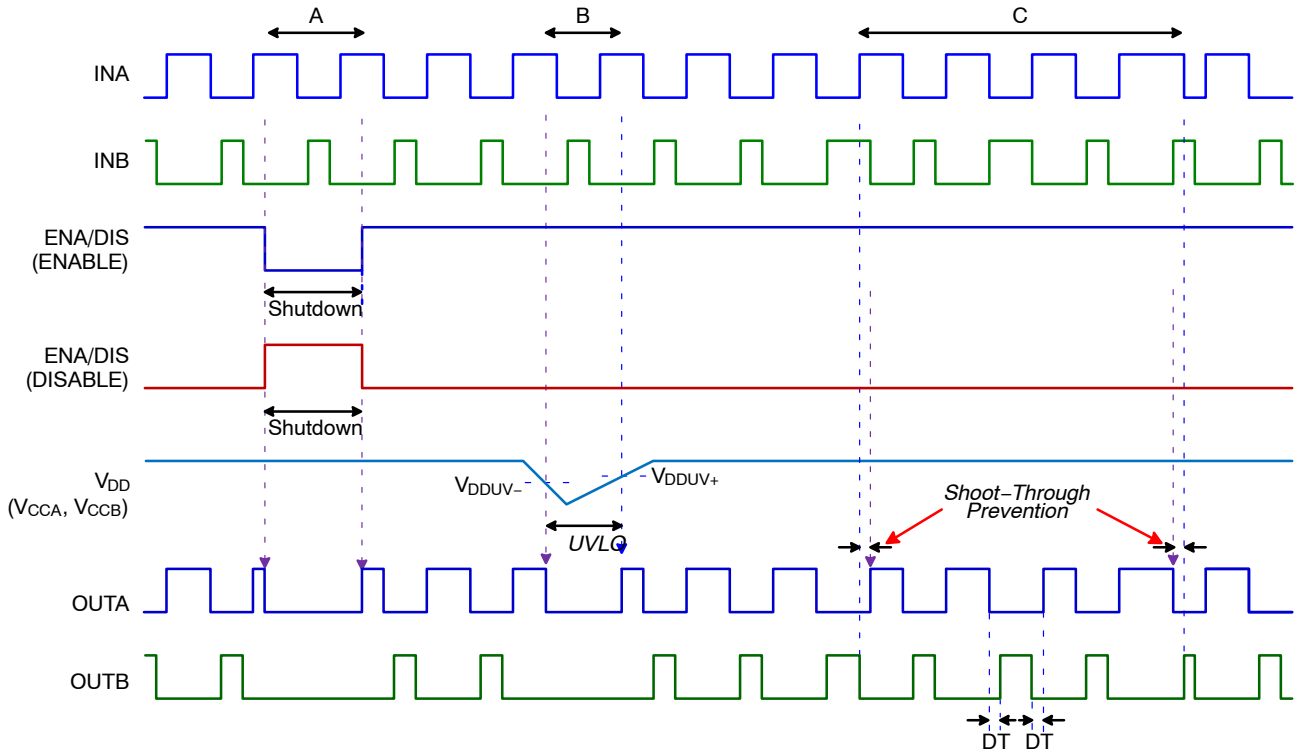 A B C
INA
INB
ENA/DIS
(ENABLE)
Shutdown
ENA/DIS
(DISABLE)
Shutdown
VDD
(VCCA, VCCB)
VDDUV−
VDDUV+
UVLO
Shoot−Through
Prevention
OUTA
OUTB
DT DT